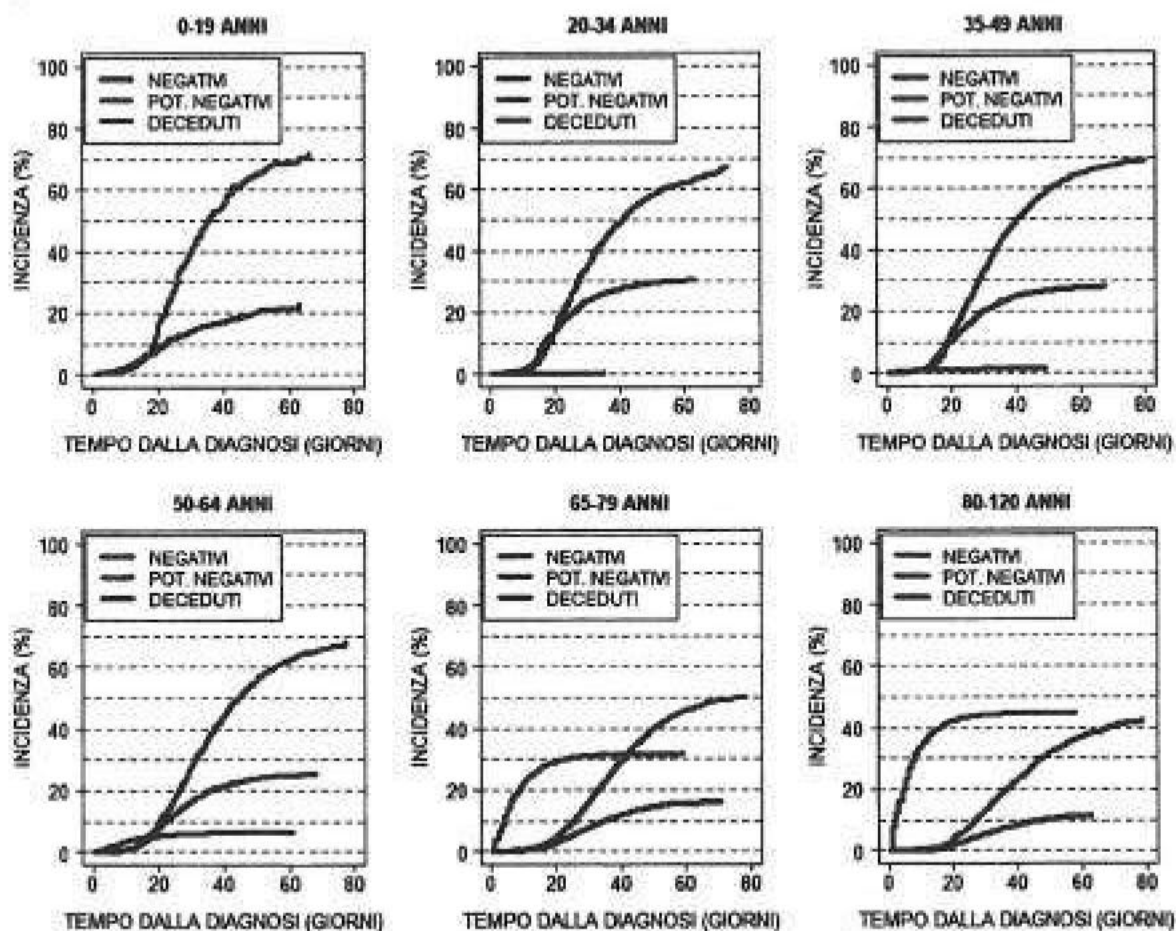 0-19 ANNI
100
80
60
40
20
0
INCIDENZA (%)
NEGATIVI
POT. NEGATIVI
DECEDUTI
0 20 40 60 80
TEMPO DALLA DIAGNOSI (GIORNI)
20-34 ANNI
100
80
60
40
20
0
INCIDENZA (%)
NEGATIVI
POT. NEGATIVI
DECEDUTI
0 20 40 60 80
TEMPO DALLA DIAGNOSI (GIORNI)
35-49 ANNI
100
80
60
40
20
0
INCIDENZA (%)
NEGATIVI
POT. NEGATIVI
DECEDUTI
0 20 40 60 80
TEMPO DALLA DIAGNOSI (GIORNI)
50-64 ANNI
100
80
60
40
20
0
INCIDENZA (%)
NEGATIVI
POT. NEGATIVI
DECEDUTI
0 20 40 60 80
TEMPO DALLA DIAGNOSI (GIORNI)
65-79 ANNI
100
80
60
40
20
0
INCIDENZA (%)
NEGATIVI
POT. NEGATIVI
DECEDUTI
0 20 40 60 80
TEMPO DALLA DIAGNOSI (GIORNI)
80-120 ANNI
100
80
60
40
20
0
INCIDENZA (%)
NEGATIVI
POT. NEGATIVI
DECEDUTI
0 20 40 60 80
TEMPO DALLA DIAGNOSI (GIORNI)